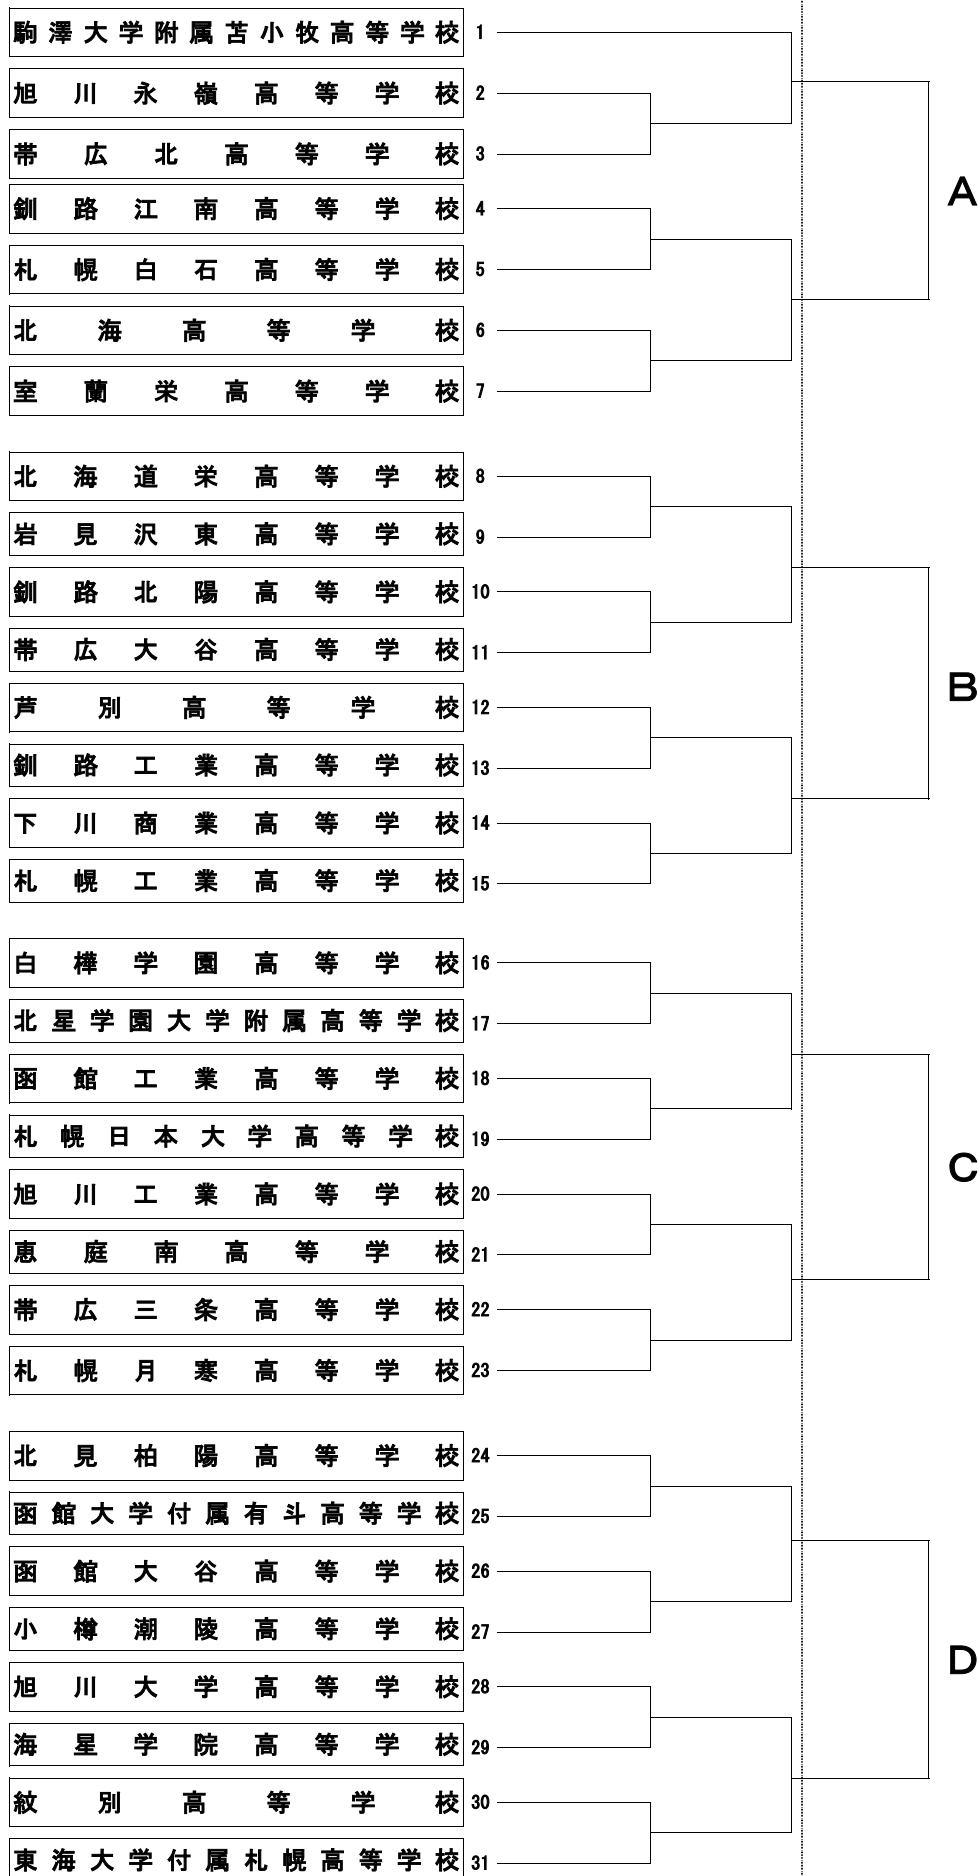 駒澤大学附属苫小牧高等学校 1
旭川永嶺高等学校 2
帯広北高等学校 3
釧路江南高等学校 4
A
札幌白石高等学校 5
北海高等学校 6
室蘭栄高等学校 7
北海道栄高等学校 8
岩見沢東高等学校 9
釧路北陽高等学校 10
帯広大谷高等学校 11
B
芦別高等学校 12
釧路工業高等学校 13
下川商業高等学校 14
札幌工業高等学校 15
白樺学園高等学校 16
北星学園大学附属高等学校 17
函館工業高等学校 18
札幌日本大学高等学校 19
C
旭川工業高等学校 20
恵庭南高等学校 21
帯広三条高等学校 22
札幌月寒高等学校 23
北見柏陽高等学校 24
函館大学付属有斗高等学校 25
函館大谷高等学校 26
小樽潮陵高等学校 27
D
旭川大学高等学校 28
海星学院高等学校 29
紋別高等学校 30
東海大学付属札幌高等学校 31